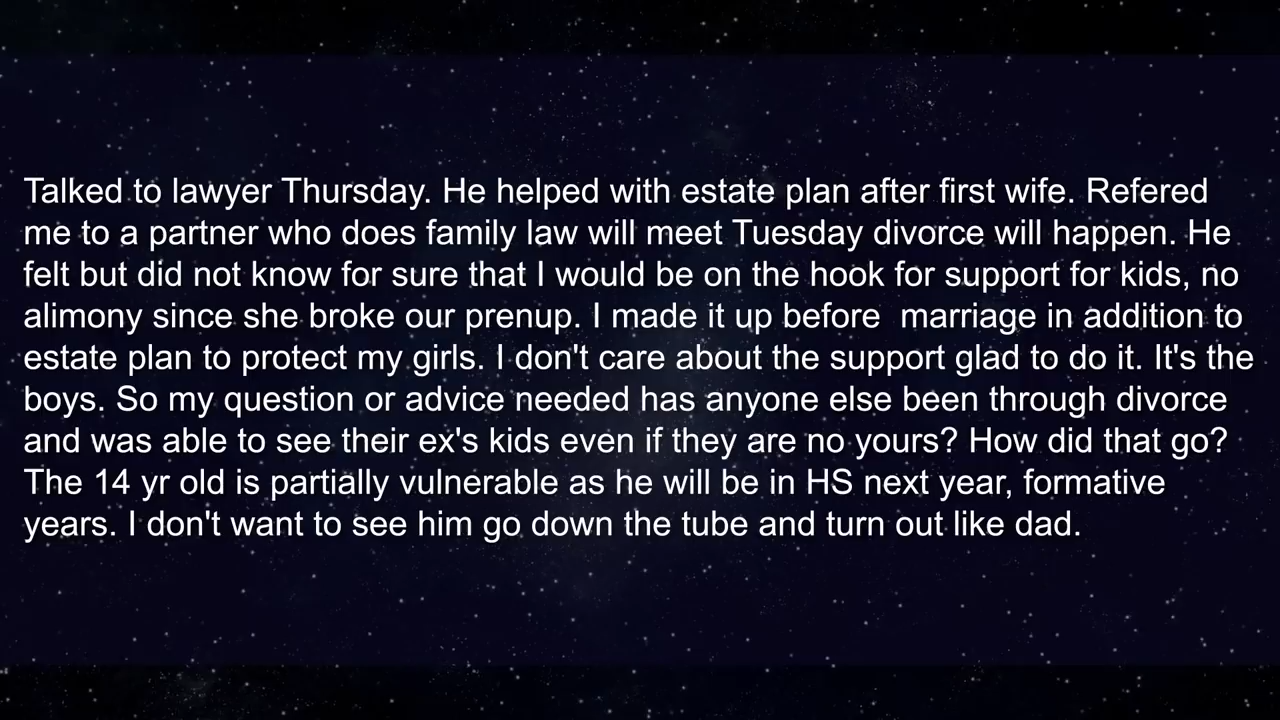 Talked to lawyer Thursday. He helped with estate plan after first wife. Refered
me to a partner who does family law will meet Tuesday divorce will happen. He
felt but did not know for sure that I would be on the hook for support for kids, no
alimony since she broke our prenup. I made it up before  marriage in addition to
estate plan to protect my girls. I don't care about the support glad to do it. It's the
boys. So my question or advice needed has anyone else been through divorce
and was able to see their ex's kids even if they are no yours? How did that go?
The 14 yr old is partially vulnerable as he will be in HS next year, formative
years. I don't want to see him go down the tube and turn out like dad.